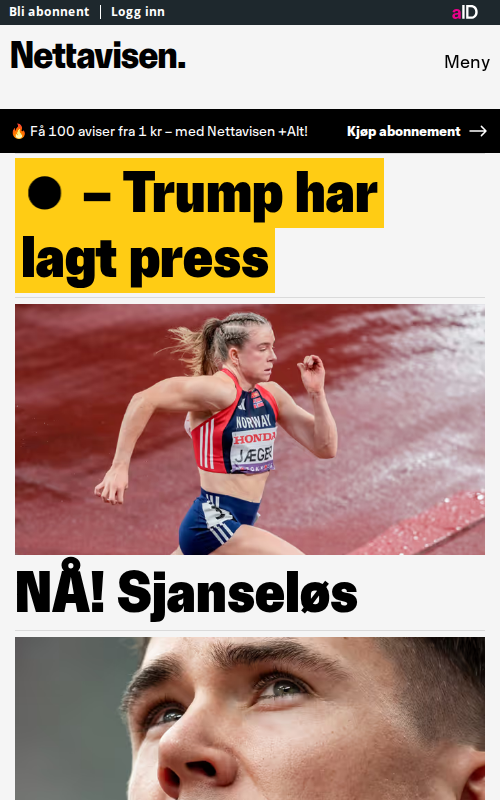 Bli abonnent | Logg inn
aID
Nettavisen.
Meny
🔥 Få 100 aviser fra 1 kr – med Nettavisen +Alt!
Kjøp abonnement →
● – Trump har
lagt press
NORWAY
HONDA
JÆGER
NÅ! Sjanseløs